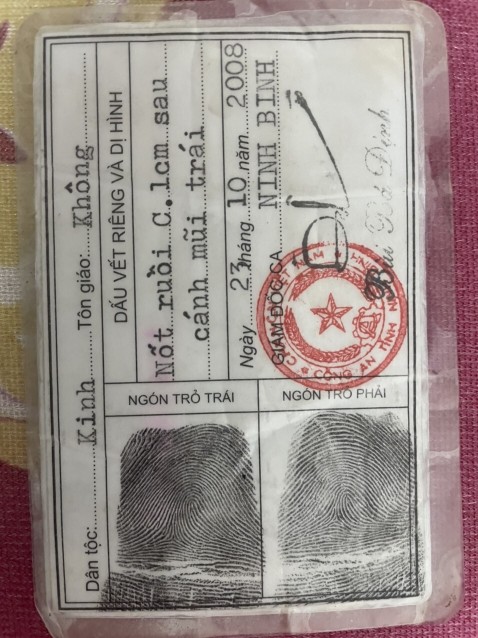 Dân tộc: Kinh Tôn giáo: Không
DẤU VẾT RIÊNG VÀ DỊ HÌNH
Nốt ruồi C.1cm sau
cánh mũi trái
Ngày 23 tháng 10 năm 2008
GIÁM ĐỐC CA NINH BÌNH
CÔNG AN TỈNH
NGÓN TRỎ TRÁI
NGÓN TRỎ PHẢI